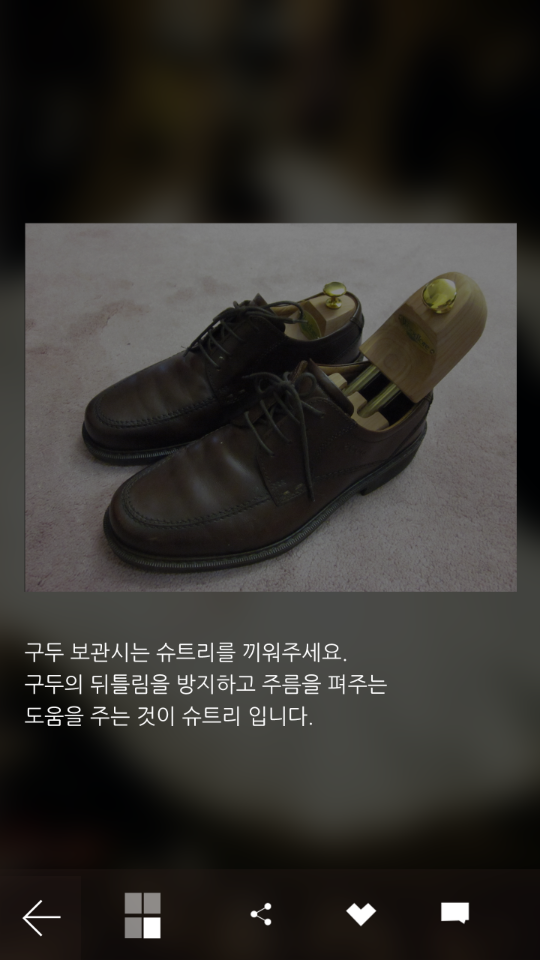 구두 보관시는 슈트리를 끼워주세요.
구두의 뒤틀림을 방지하고 주름을 펴주는
도움을 주는 것이 슈트리 입니다.